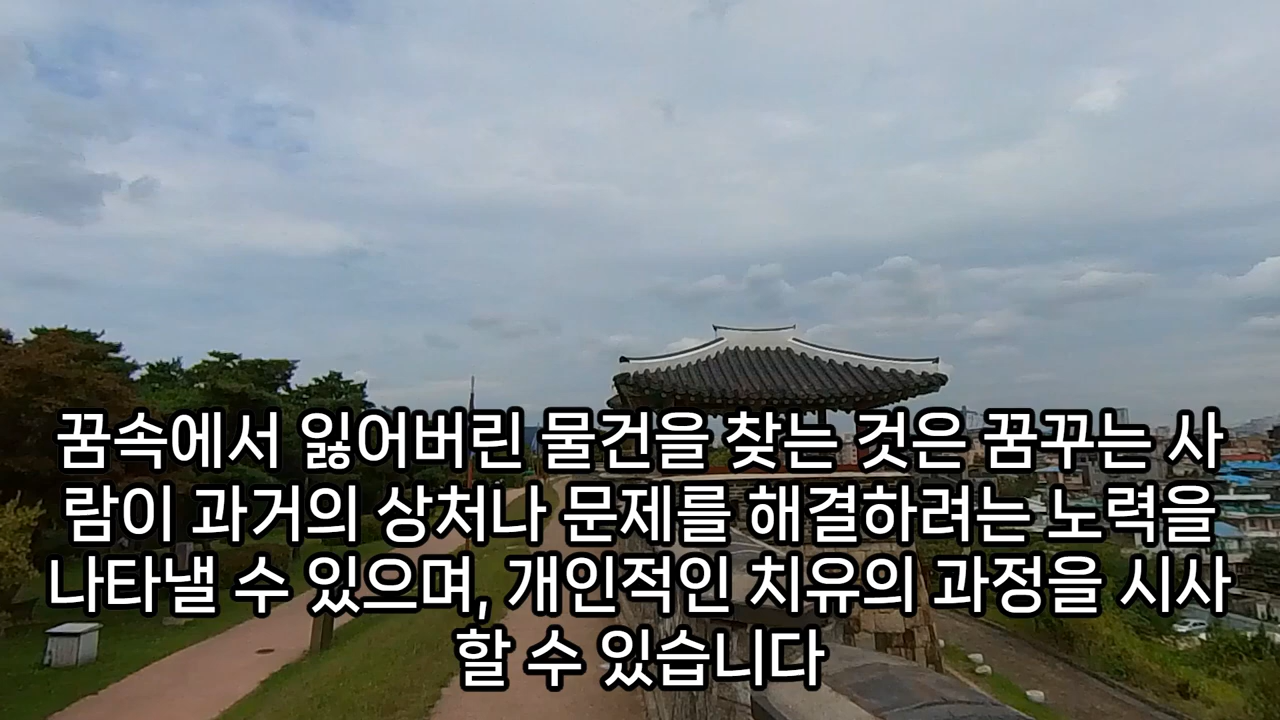 꿈속에서 잃어버린 물건을 찾는 것은 꿈꾸는 사
람이 과거의 상처나 문제를 해결하려는 노력을
나타낼 수 있으며, 개인적인 치유의 과정을 시사
할 수 있습니다